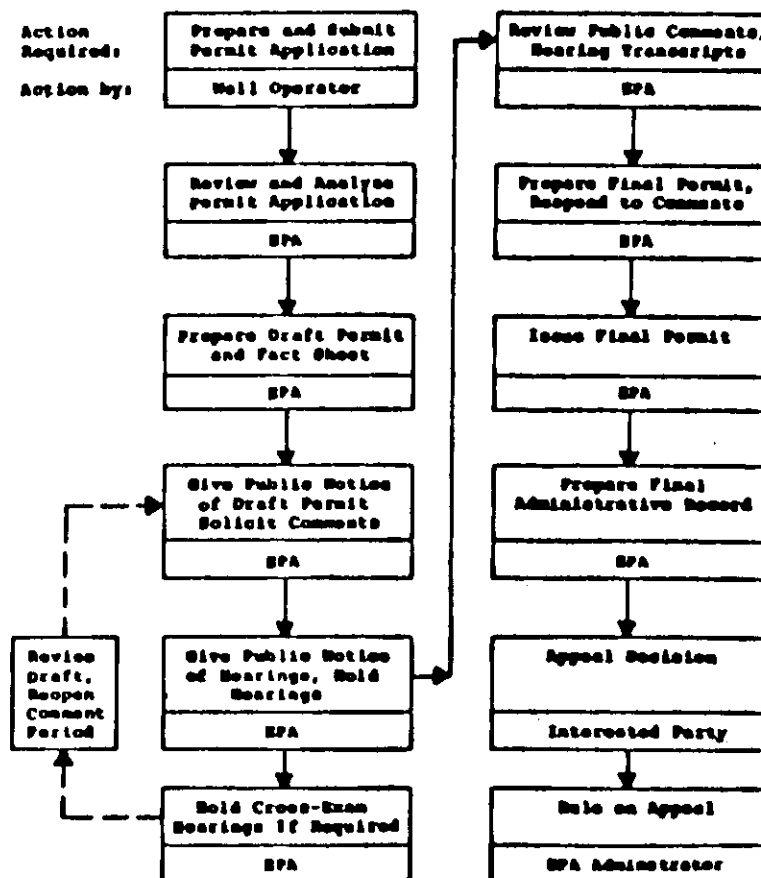 Action
Required:
Action by:
Prepare and Submit
Permit Application
Well Operator
Review and Analyze
Permit Application
EPA
Prepare Draft Permit
and Fact Sheet
EPA
Give Public Notice
of Draft Permit
Solicit Comments
EPA
Give Public Notice
of Hearings, Hold
Hearings
EPA
Hold Cross-Exam
Hearings If Required
EPA
Revise
Draft,
Reopen
Comment
Period
Review Public Comments,
Hearing Transcripts
EPA
Prepare Final Permit,
Respond to Comments
EPA
Issue Final Permit
EPA
Prepare Final
Administrative Record
EPA
Appeal Decision
Interested Party
Rule on Appeal
EPA Adminstrator